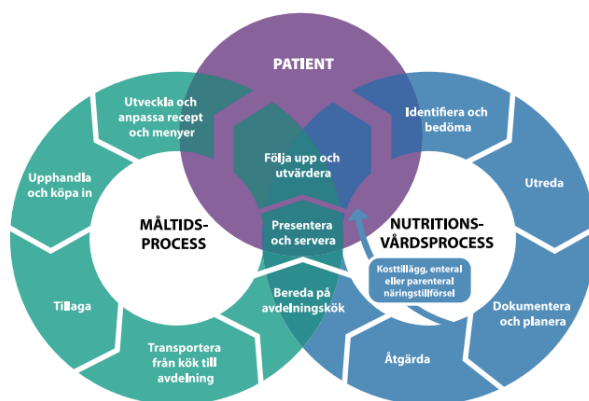 PATIENT
Utveckla och
anpassa recept
och menyer
Identifiera och
bedöma
Följa upp och
utvärdera
Upphandla
och köpa in
Utreda
MÅLTIDS-
PROCESS
Presentera
och servera
NUTRITIONS-
VÅRDSPROCESS
Kosttillägg, enteral
eller parenteral
näringstillförsel
Tillaga
Bereda på
avdelningskök
Dokumentera
och planera
Transportera
från kök till
avdelning
Åtgärda